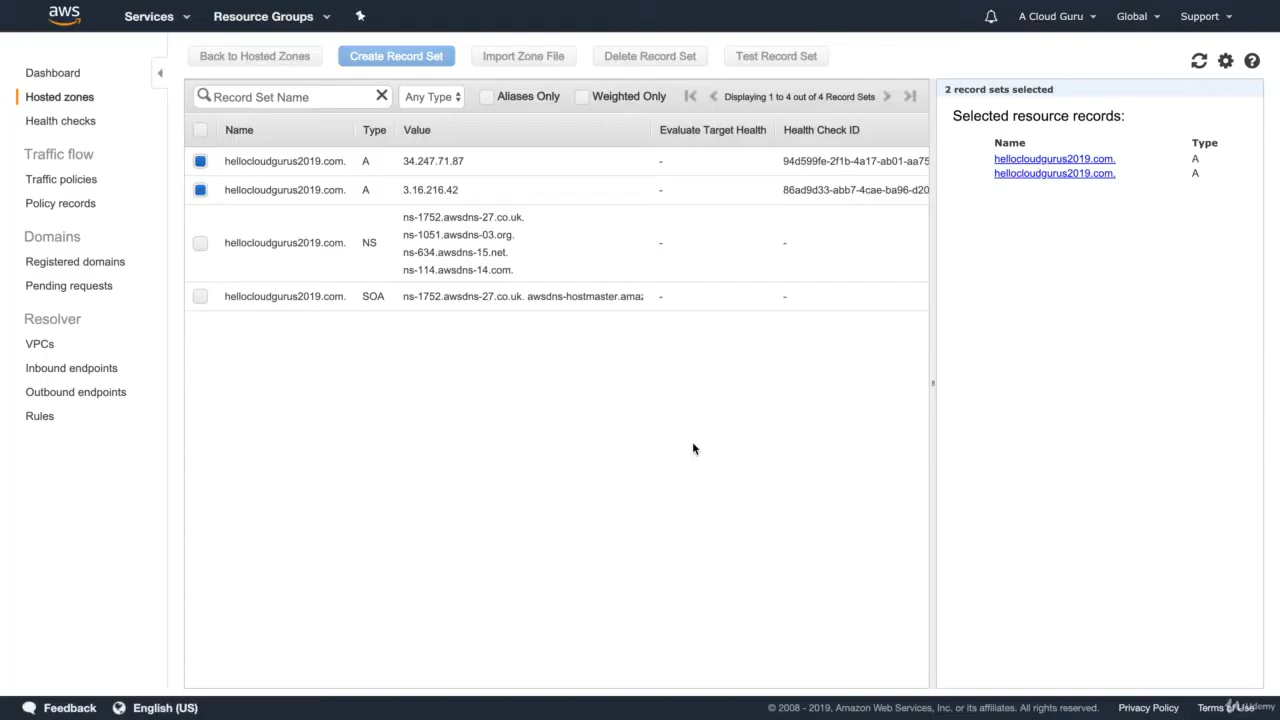 aws Services Resource Groups A Cloud Guru Global Support
Back to Hosted Zones Create Record Set Import Zone File Delete Record Set Test Record Set
Dashboard
Hosted zones
Health checks
Traffic flow
Traffic policies
Policy records
Domains
Registered domains
Pending requests
Resolver
VPCs
Inbound endpoints
Outbound endpoints
Rules
Record Set Name Any Type Aliases Only Weighted Only Displaying 1 to 4 out of 4 Record Sets
Name Type Value Evaluate Target Health Health Check ID
hellocloudgurus2019.com. A 34.247.71.87 - 94d599fe-2f1b-4a17-ab01-aa75
hellocloudgurus2019.com. A 3.16.216.42 - 86ad9d33-abb7-4cae-ba96-d20
ns-1752.awsdns-27.co.uk.
ns-1051.awsdns-03.org.
hellocloudgurus2019.com. NS - -
ns-634.awsdns-15.net.
ns-114.awsdns-14.com.
hellocloudgurus2019.com. SOA ns-1752.awsdns-27.co.uk. awsdns-hostmaster.amaz - -
2 record sets selected
Selected resource records:
Name Type
hellocloudgurus2019.com. A
hellocloudgurus2019.com. A
Feedback English (US) © 2008 - 2019, Amazon Web Services, Inc. or its affiliates. All rights reserved. Privacy Policy Terms of Use
Udemy